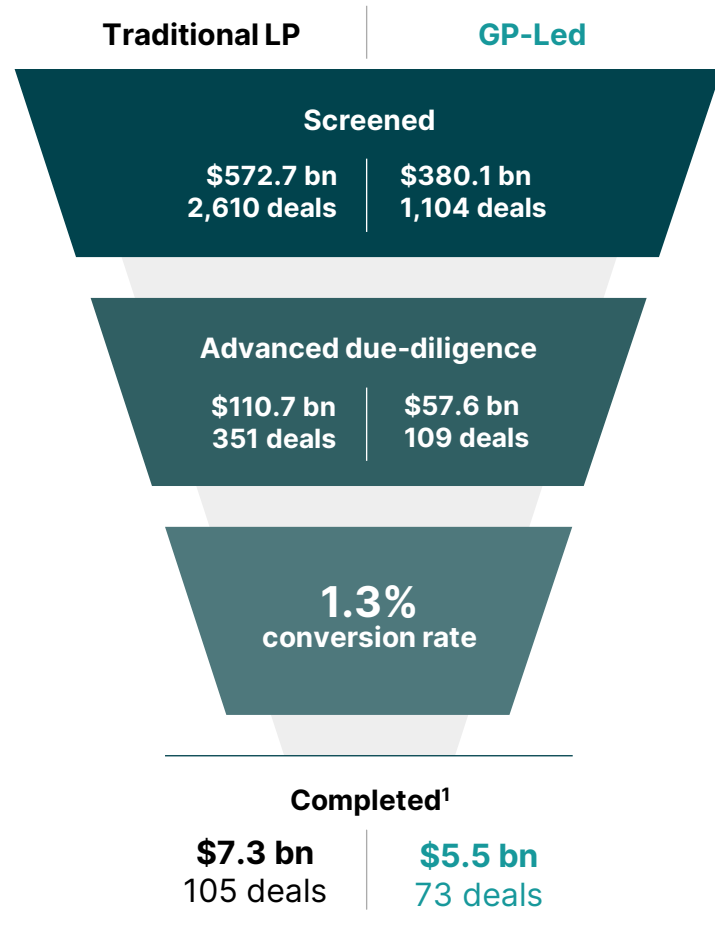 Traditional LP
GP-Led
Screened
$572.7 bn
2,610 deals
$380.1 bn
1,104 deals
Advanced due-diligence
$110.7 bn
351 deals
$57.6 bn
109 deals
1.3%
conversion rate
Completed¹
$7.3 bn
105 deals
$5.5 bn
73 deals